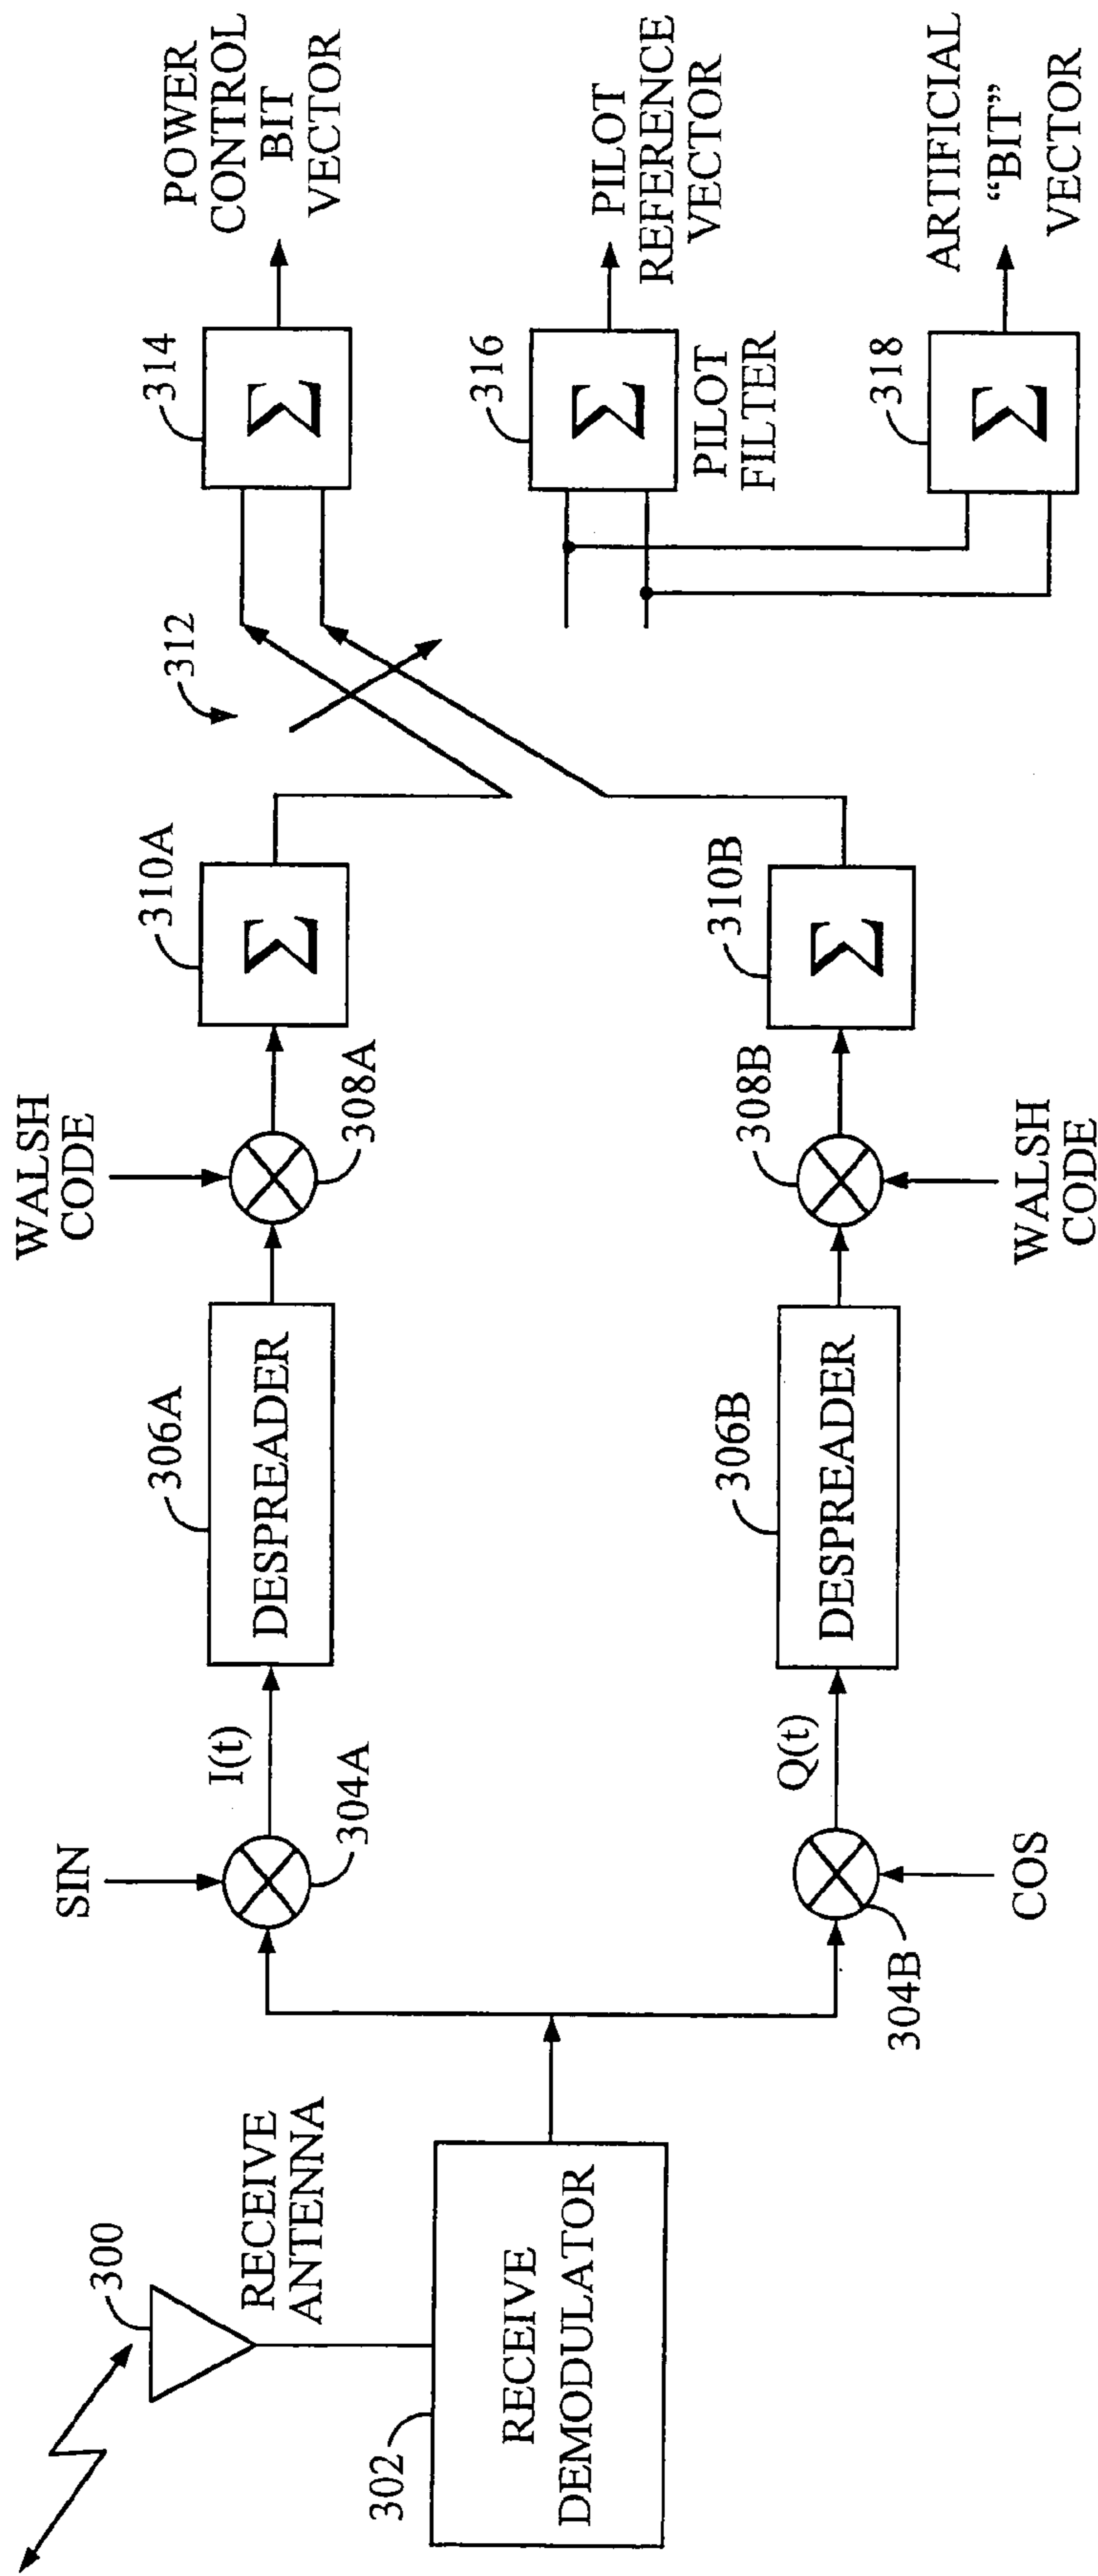 300
RECEIVE
ANTENNA
302
RECEIVE
DEMODULATOR
SIN
304A
I(t)
304B
COS
Q(t)
306A
DESPREADER
306B
DESPREADER
WALSH
CODE
308A
308B
WALSH
CODE
310A
Σ
310B
Σ
312
314
Σ
POWER
CONTROL
BIT
VECTOR
316
Σ
PILOT
FILTER
PILOT
REFERENCE
VECTOR
318
Σ
ARTIFICIAL
“BIT”
VECTOR